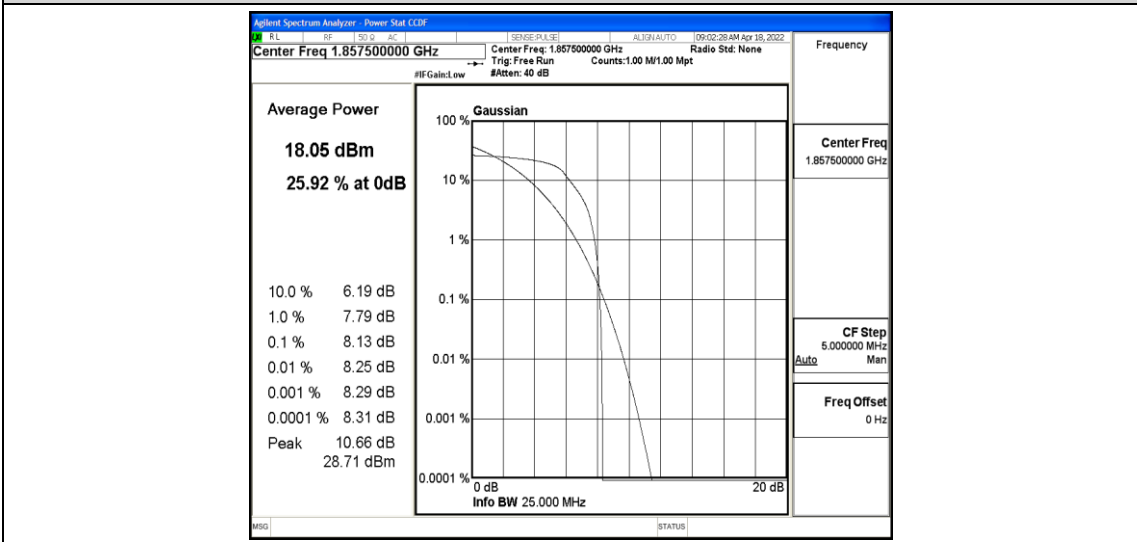 Agilent Spectrum Analyzer - Power Stat CCDF
LXI RL RF 50 Ω AC SENSE:PULSE ALIGNAUTO 09:02:28 AM Apr 18, 2022
Center Freq 1.857500000 GHz
Center Freq: 1.857500000 GHz Radio Std: None
Trig: Free Run Counts:1.00 M/1.00 Mpt
#IFGain:Low #Atten: 40 dB
Frequency
Average Power
18.05 dBm
25.92 % at 0dB
10.0 % 6.19 dB
1.0 % 7.79 dB
0.1 % 8.13 dB
0.01 % 8.25 dB
0.001 % 8.29 dB
0.0001 % 8.31 dB
Peak 10.66 dB
28.71 dBm
Gaussian
100 %
10 %
1 %
0.1 %
0.01 %
0.001 %
0.0001 %
0 dB 20 dB
Info BW 25.000 MHz
Center Freq
1.857500000 GHz
CF Step
5.000000 MHz
Auto Man
Freq Offset
0 Hz
MSG STATUS